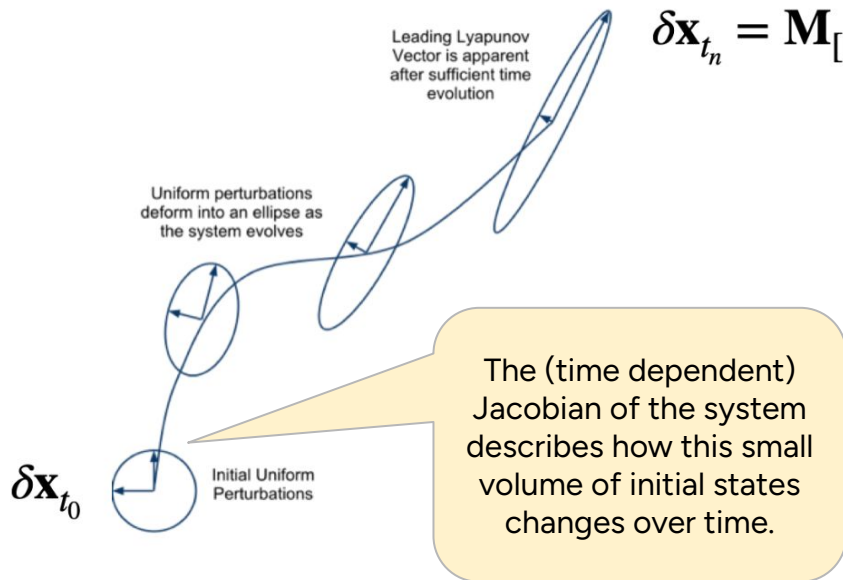 Leading Lyapunov
Vector is apparent
after sufficient time
evolution
δx_{t_n} = M_[
Uniform perturbations
deform into an ellipse as
the system evolves
The (time dependent)
Jacobian of the system
describes how this small
volume of initial states
changes over time.
δx_{t_0}
Initial Uniform
Perturbations